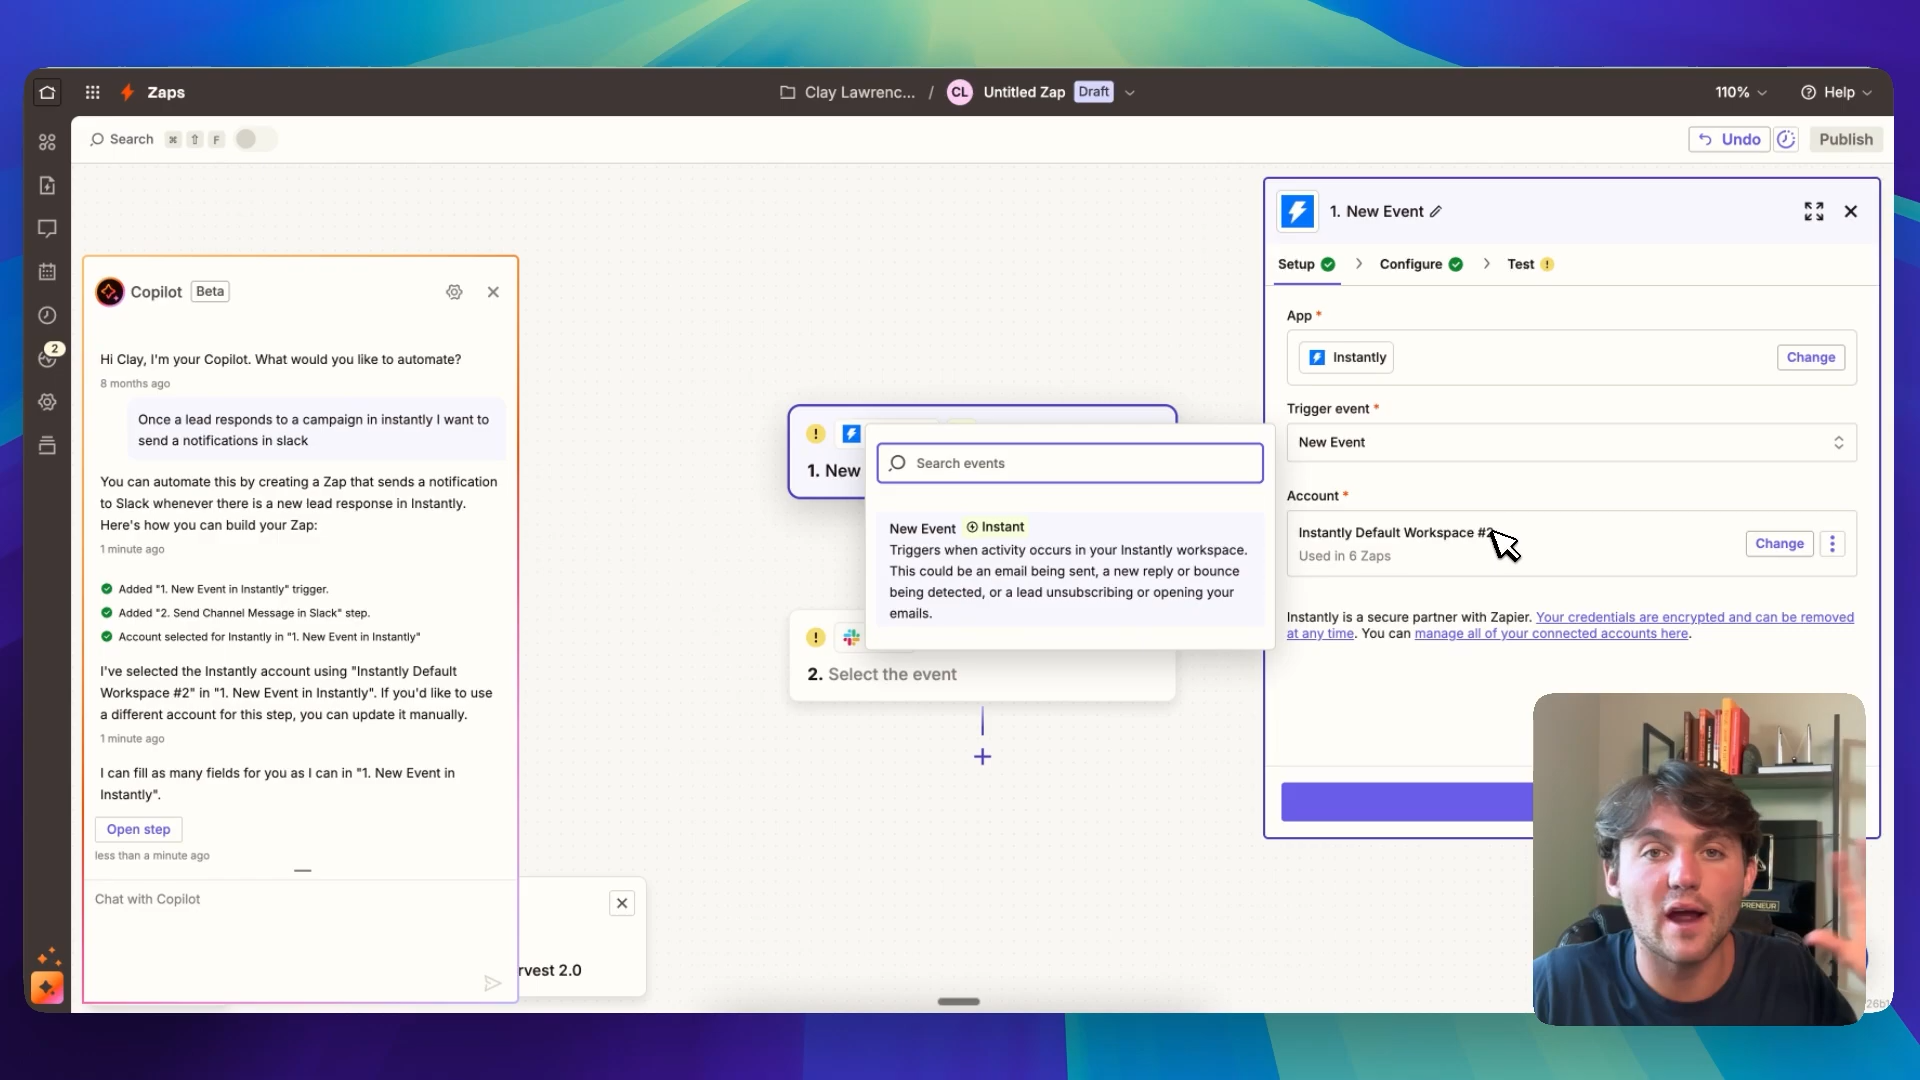 Zaps
Clay Lawrenc... / CL Untitled Zap Draft
110%
Help
Search ⌘ ⇧ F
Undo
Publish
2
Copilot Beta
Hi Clay, I'm your Copilot. What would you like to automate?
8 months ago
Once a lead responds to a campaign in instantly I want to
send a notifications in slack
You can automate this by creating a Zap that sends a notification
to Slack whenever there is a new lead response in Instantly.
Here's how you can build your Zap:
1 minute ago
Added "1. New Event in Instantly" trigger.
Added "2. Send Channel Message in Slack" step.
Account selected for Instantly in "1. New Event in Instantly"
I've selected the Instantly account using "Instantly Default
Workspace #2" in "1. New Event in Instantly". If you'd like to use
a different account for this step, you can update it manually.
1 minute ago
I can fill as many fields for you as I can in "1. New Event in
Instantly".
Open step
less than a minute ago
Chat with Copilot
rvest 2.0
1. New
Search events
New Event Instant
Triggers when activity occurs in your Instantly workspace.
This could be an email being sent, a new reply or bounce
being detected, or a lead unsubscribing or opening your
emails.
2. Select the event
1. New Event
Setup
Configure
Test
App *
Instantly
Change
Trigger event *
New Event
Account *
Instantly Default Workspace #2
Used in 6 Zaps
Change
Instantly is a secure partner with Zapier. Your credentials are encrypted and can be removed
at any time. You can manage all of your connected accounts here.
PRENEUR